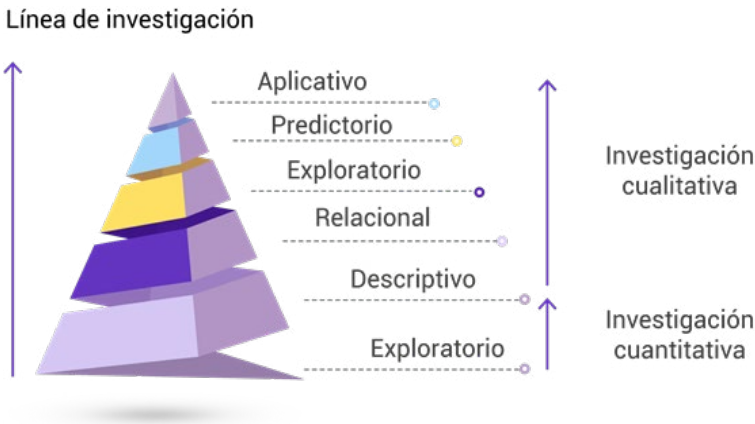 Línea de investigación
Aplicativo
Predictorio
Exploratorio
Relacional
Descriptivo
Exploratorio
Investigación
cualitativa
Investigación
cuantitativa